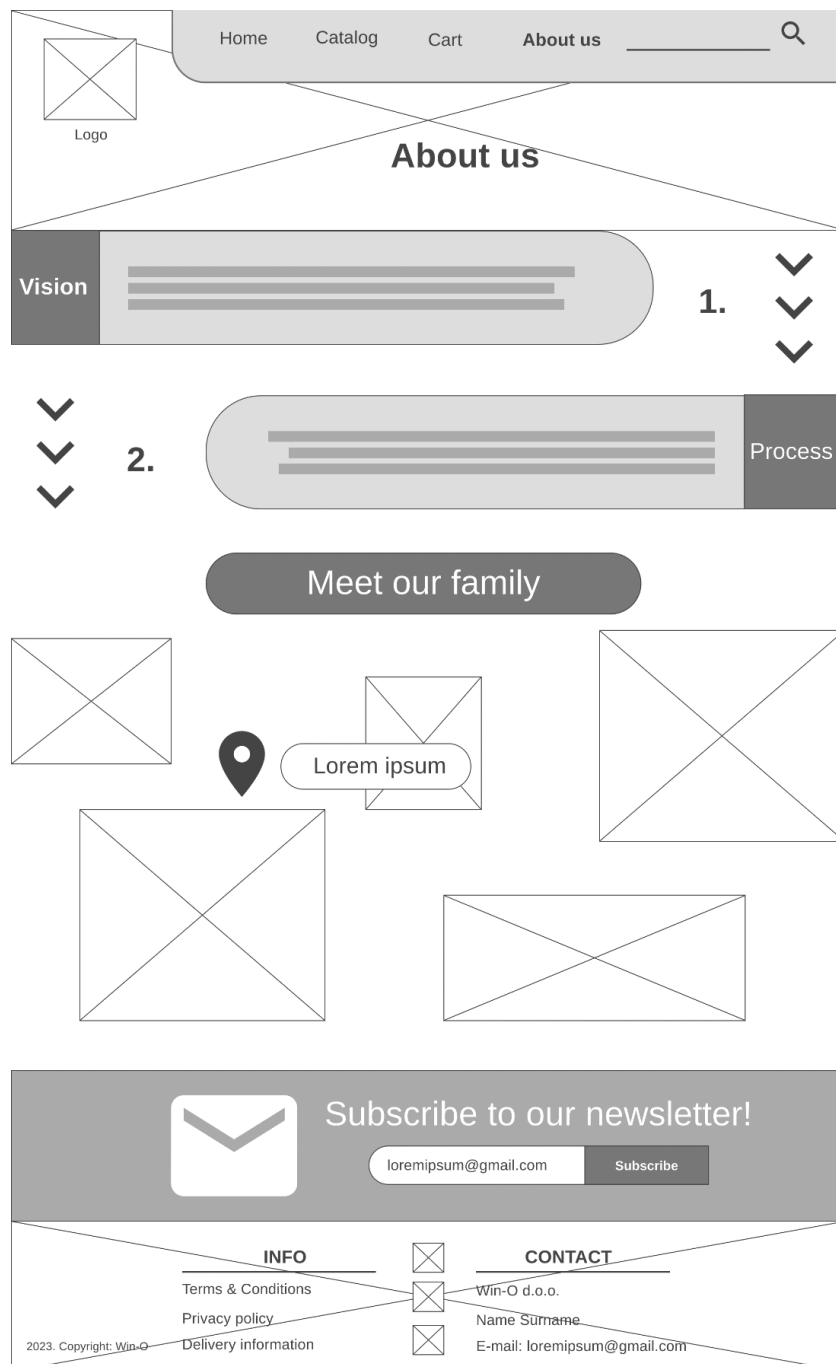 Home Catalog Cart About us
Logo
About us
Vision
1.
2.
Process
Meet our family
Lorem ipsum
Subscribe to our newsletter!
loremipsum@gmail.com Subscribe
INFO
Terms & Conditions
Privacy policy
Delivery information
CONTACT
Win-O d.o.o.
Name Surname
E-mail: loremipsum@gmail.com
2023. Copyright: Win-O